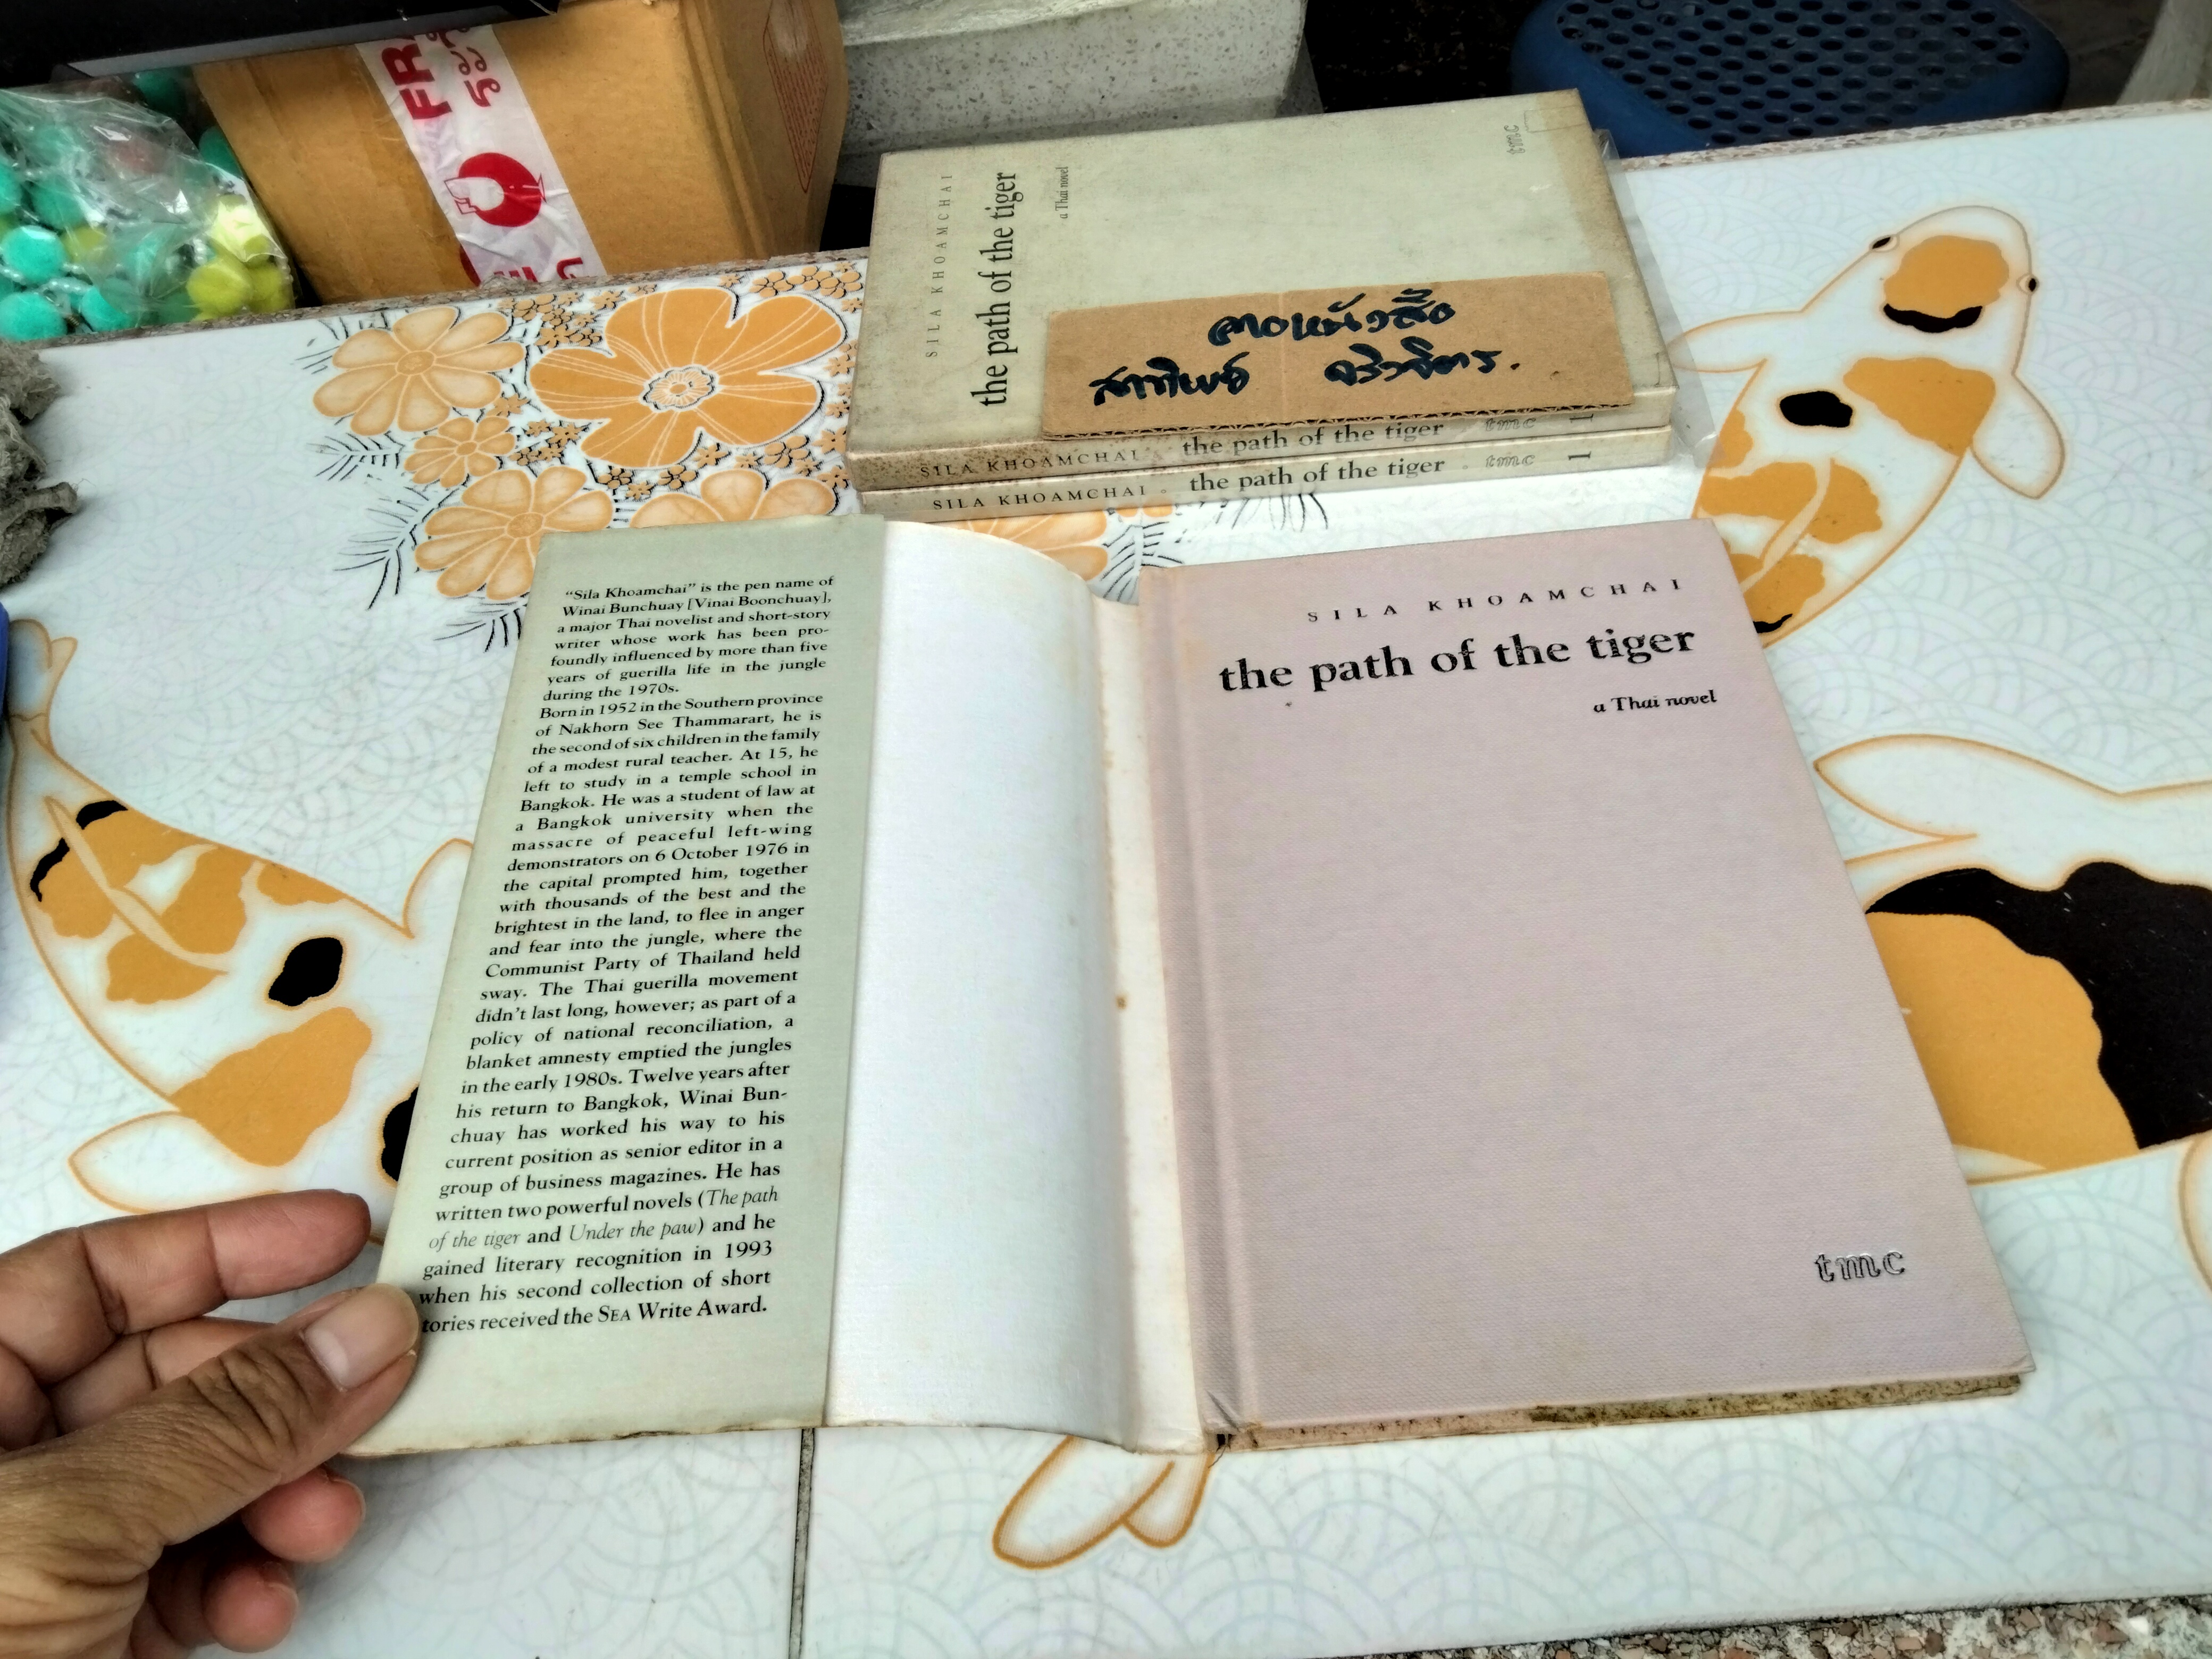 FR
ระวัง
SILA KHOAMCHAI
the path of the tiger
a Thai novel
tmc
ลายหนังสือ
SILA KHOAMCHAI the path of the tiger tmc 1
SILA KHOAMCHAI the path of the tiger tmc 1
“Sila Khoamchai” is the pen name of
Winai Bunchuay [Vinai Boonchuay],
a major Thai novelist and short-story
writer whose work has been pro-
foundly influenced by more than five
years of guerilla life in the jungle
during the 1970s.
Born in 1952 in the Southern province
of Nakhorn See Thammarart, he is
the second of six children in the family
of a modest rural teacher. At 15, he
left to study in a temple school in
Bangkok. He was a student of law at
a Bangkok university when the
massacre of peaceful left-wing
demonstrators on 6 October 1976 in
the capital prompted him, together
with thousands of the best and the
brightest in the land, to flee in anger
and fear into the jungle, where the
Communist Party of Thailand held
sway. The Thai guerilla movement
didn't last long, however; as part of a
policy of national reconciliation, a
blanket amnesty emptied the jungles
in the early 1980s. Twelve years after
his return to Bangkok, Winai Bun-
chuay has worked his way to his
current position as senior editor in a
group of business magazines. He has
written two powerful novels (The path
of the tiger and Under the paw) and he
gained literary recognition in 1993
when his second collection of short
tories received the SEA Write Award.
SILA KHOAMCHAI
the path of the tiger
a Thai novel
tmc